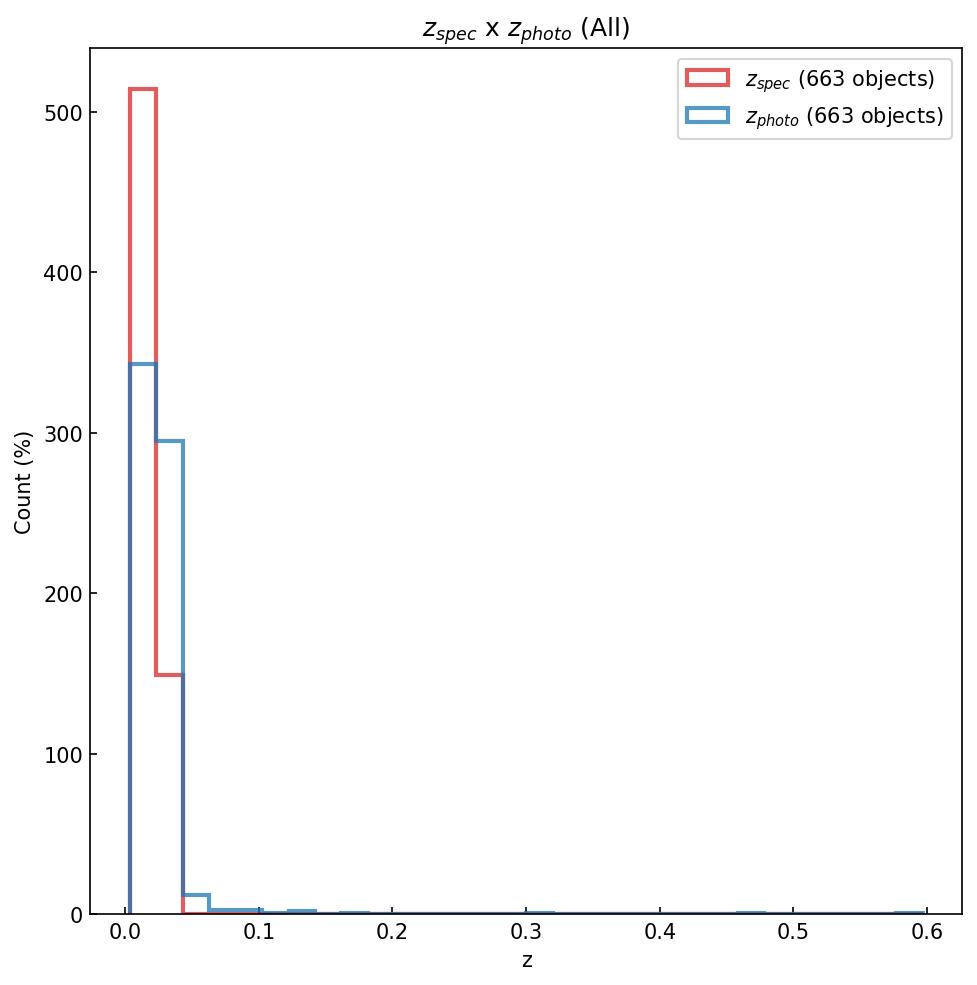 z_spec x z_photo (All)
z_spec (663 objects)
z_photo (663 objects)
Count (%)
500
400
300
200
100
0
0.0 0.1 0.2 0.3 0.4 0.5 0.6
z